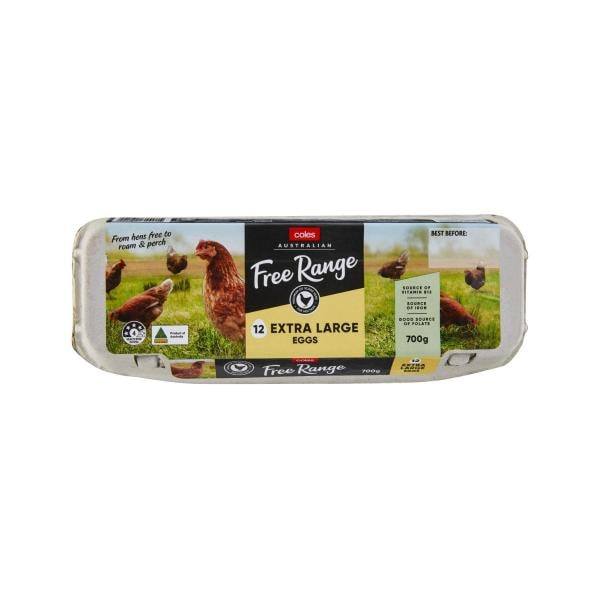 From hens free to
roam & perch
coles
AUSTRALIAN
Free Range
12 EXTRA LARGE
EGGS
BEST BEFORE:
SOURCE OF
VITAMIN B12
SOURCE
OF IRON
GOOD SOURCE
OF FOLATE
700g
Product of
Australia
coles
Free Range
700g
12
EXTRA
LARGE
EGGS